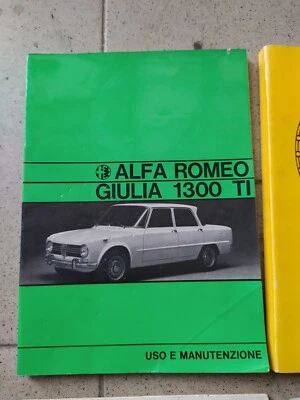 ALFA ROMEO
GIULIA 1300 TI
USO E MANUTENZIONE